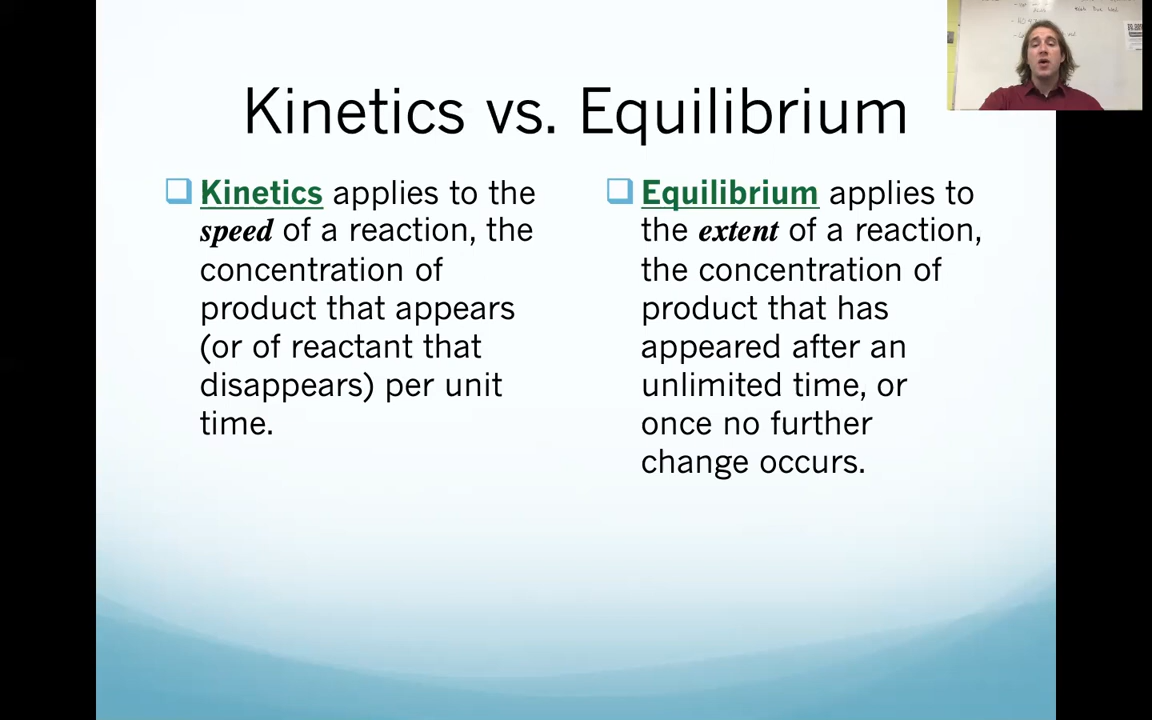 Kinetics vs. Equilibrium
Kinetics applies to the
speed of a reaction, the
concentration of
product that appears
(or of reactant that
disappears) per unit
time.
Equilibrium applies to
the extent of a reaction,
the concentration of
product that has
appeared after an
unlimited time, or
once no further
change occurs.